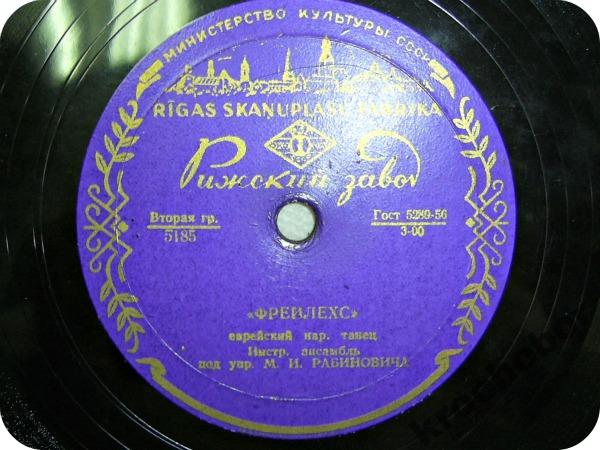 МИНИСТЕРСТВО КУЛЬТУРЫ СССР
RĪGAS SKAŅUPLAŠU FABRIKA
Рижский завод
Вторая гр.
5185
Гост 5289-56
3-00
«ФРЕЙЛЕХС»
еврейский нар. танец
Инстр. ансамбль
под упр. М. И. РАБИНОВИЧА